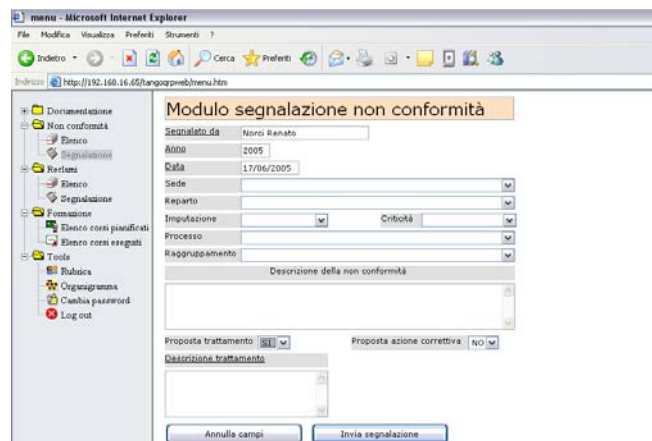 menu - Microsoft Internet Explorer
File Modifica Visualizza Preferiti Strumenti ?
Indietro Cerca Preferiti
Indirizzo http://192.168.16.65/tangoqrpweb/menu.htm
Documentazione
Non conformità
Elenco
Segnalazione
Reclami
Elenco
Segnalazione
Formazione
Elenco corsi pianificati
Elenco corsi eseguiti
Tools
Rubrica
Organigramma
Cambia password
Log out
Modulo segnalazione non conformità
Segnalato da Norci Renato
Anno 2005
Data 17/06/2005
Sede
Reparto
Imputazione Criticità
Processo
Raggruppamento
Descrizione della non conformità
Proposta trattamento SI Proposta azione correttiva NO
Descrizione trattamento
Annulla campi Invia segnalazione